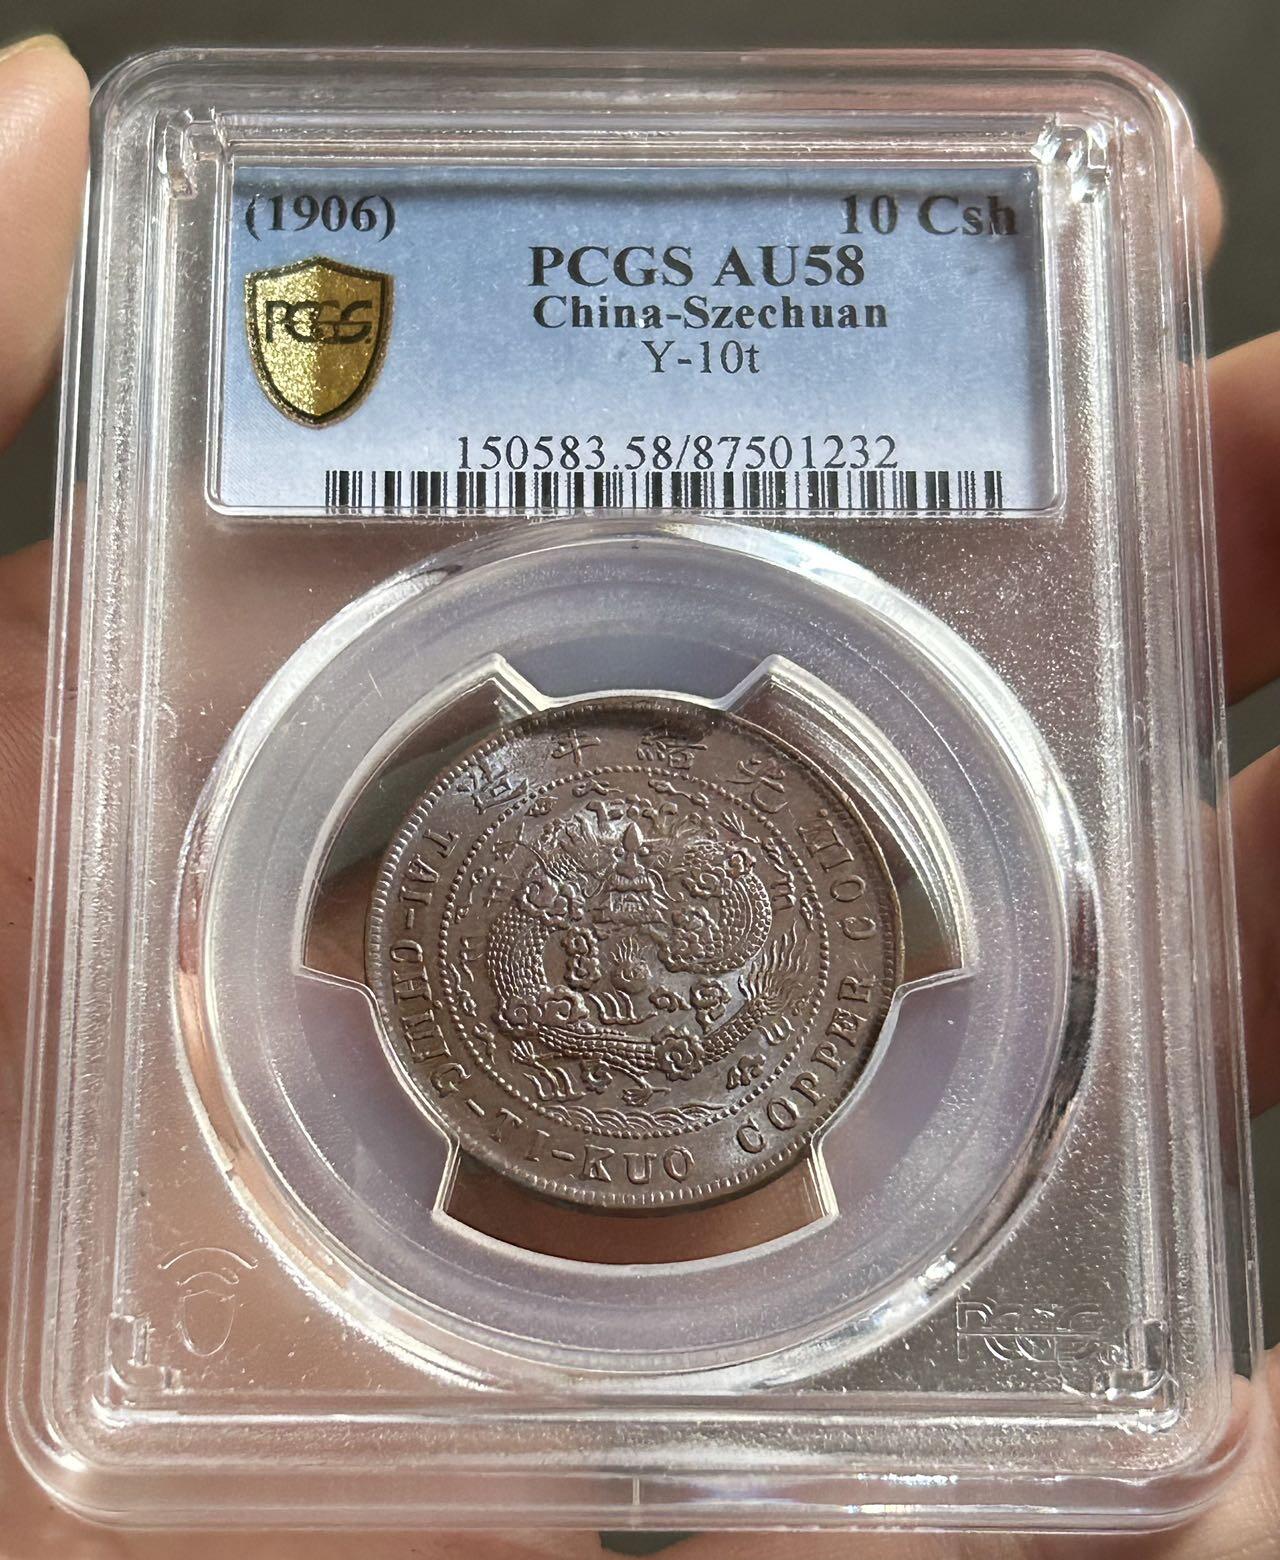 (1906) 10 Csh
PCGS AU58
China-Szechuan
Y-10t
PCGS
150583.58/87501232
造年緒光
TAI-CHING-TI-KUO COPPER COIN.
PCGS